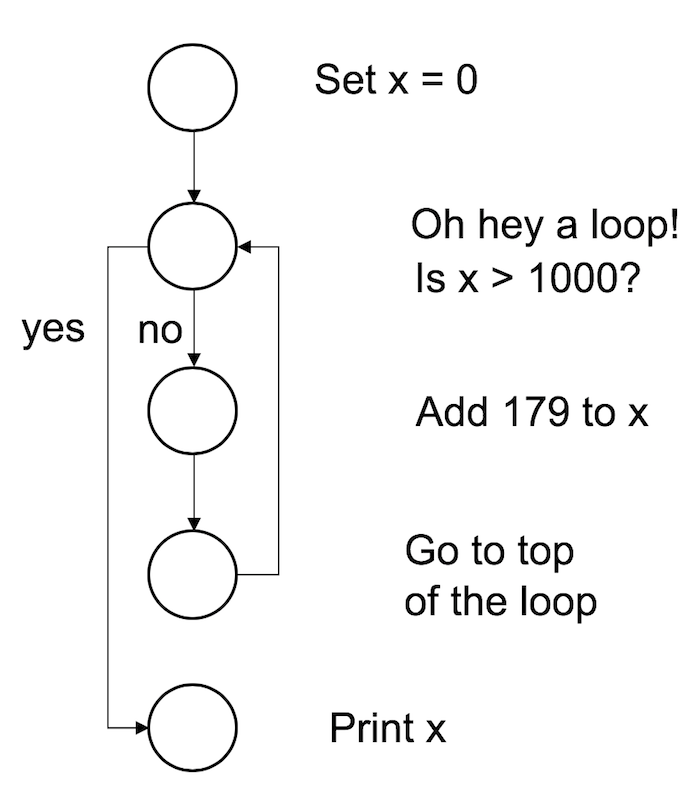 Set x = 0
Oh hey a loop!
Is x > 1000?
yes
no
Add 179 to x
Go to top
of the loop
Print x